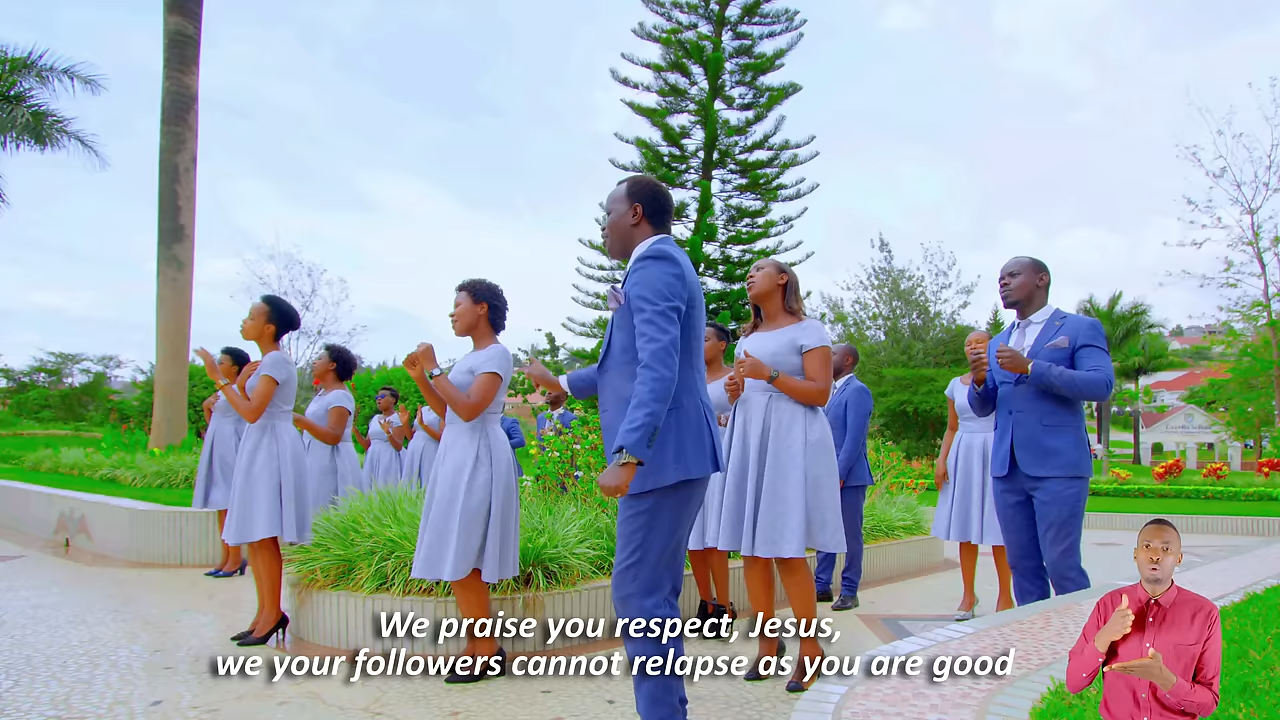 We praise you respect, Jesus,
we your followers cannot relapse as you are good